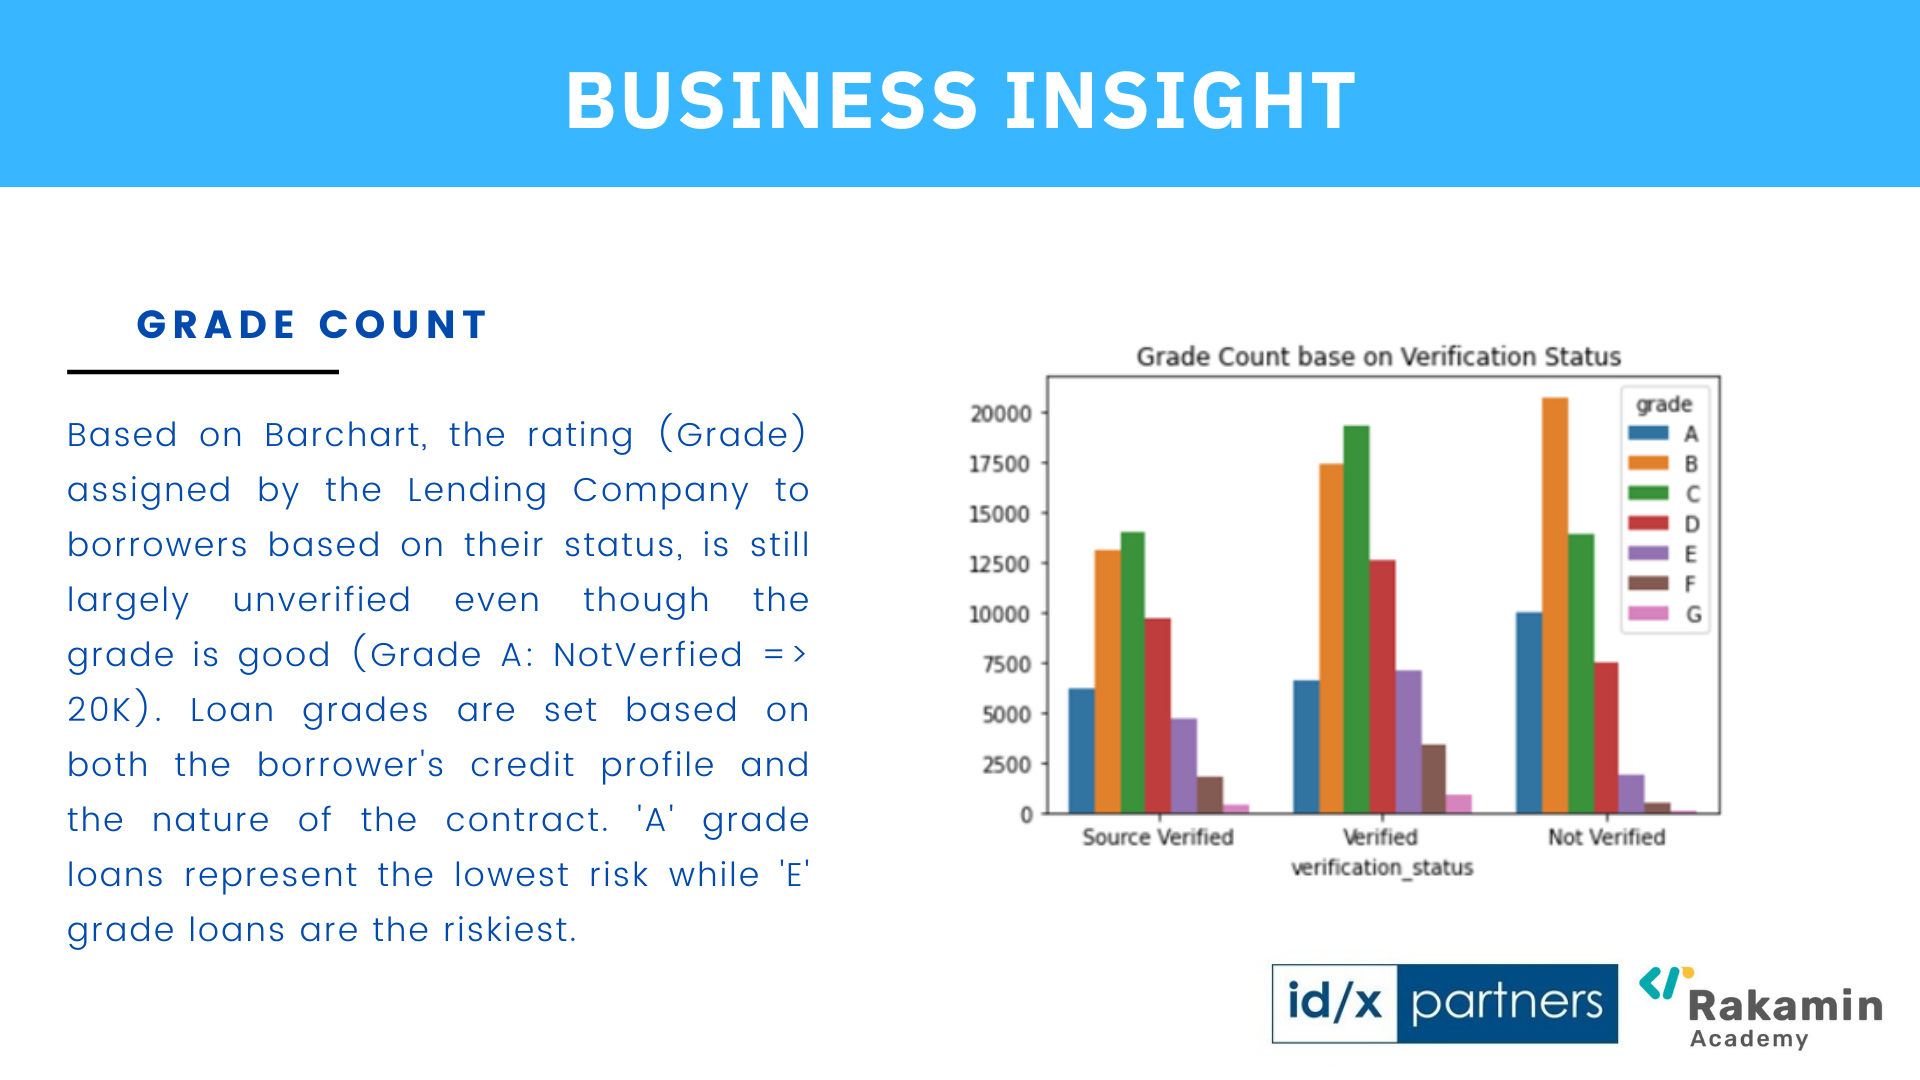 BUSINESS INSIGHT
GRADE COUNT
Based on Barchart, the rating (Grade)
assigned by the Lending Company to
borrowers based on their status, is still
largely unverified even though the
grade is good (Grade A: NotVerfied =>
20K). Loan grades are set based on
both the borrower's credit profile and
the nature of the contract. 'A' grade
loans represent the lowest risk while 'E'
grade loans are the riskiest.
Grade Count base on Verification Status
20000
17500
15000
12500
10000
7500
5000
2500
0
grade
A
B
C
D
E
F
G
Source Verified
Verified
Not Verified
verification_status
id/x partners
Rakamin
Academy